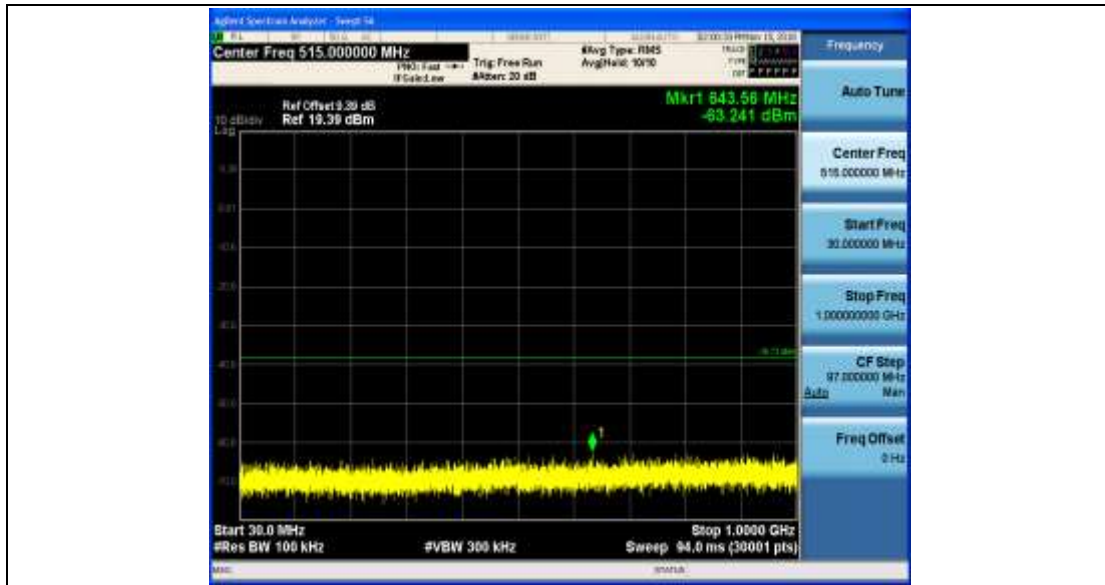 Agilent Spectrum Analyzer - Swept SA
Center Freq 515.000000 MHz
PNO: Fast
IFGain:Low
Trig: Free Run
#Atten: 20 dB
#Avg Type: RMS
Avg|Hold: 10/10
Frequency
Auto Tune
Ref Offset 9.39 dB
Ref 19.39 dBm
10 dB/div
Log
Mkr1 643.56 MHz
-63.241 dBm
Center Freq
515.000000 MHz
Start Freq
30.000000 MHz
Stop Freq
1.000000000 GHz
CF Step
97.000000 MHz
Auto Man
Freq Offset
0 Hz
1
Start 30.0 MHz
Stop 1.0000 GHz
#Res BW 100 kHz
#VBW 300 kHz
Sweep 94.0 ms (30001 pts)
MSG
STATUS